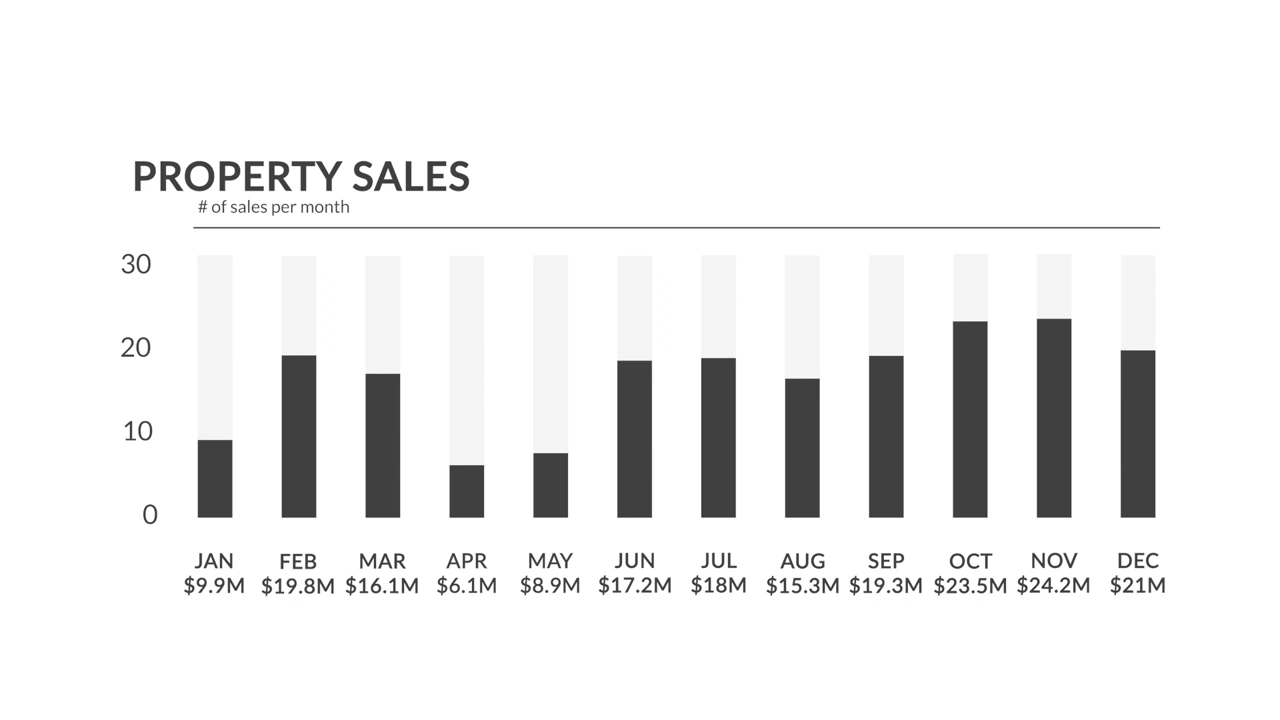 PROPERTY SALES
# of sales per month
30
20
10
0
JAN FEB MAR APR MAY JUN JUL AUG SEP OCT NOV DEC
$9.9M $19.8M $16.1M $6.1M $8.9M $17.2M $18M $15.3M $19.3M $23.5M $24.2M $21M